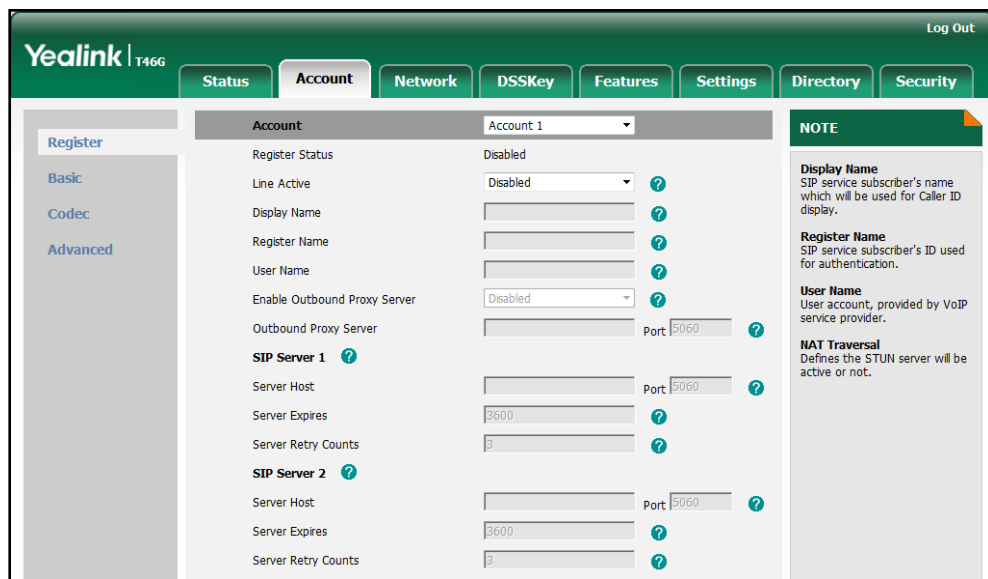 Log Out
Yealink T46G
Status Account Network DSSKey Features Settings Directory Security
Register
Basic
Codec
Advanced
Account Account 1
Register Status Disabled
Line Active Disabled ?
Display Name ?
Register Name ?
User Name ?
Enable Outbound Proxy Server Disabled ?
Outbound Proxy Server Port 5060 ?
SIP Server 1 ?
Server Host Port 5060 ?
Server Expires 3600 ?
Server Retry Counts 3 ?
SIP Server 2 ?
Server Host Port 5060 ?
Server Expires 3600 ?
Server Retry Counts 3 ?
NOTE
Display Name
SIP service subscriber's name
which will be used for Caller ID
display.
Register Name
SIP service subscriber's ID used
for authentication.
User Name
User account, provided by VoIP
service provider.
NAT Traversal
Defines the STUN server will be
active or not.